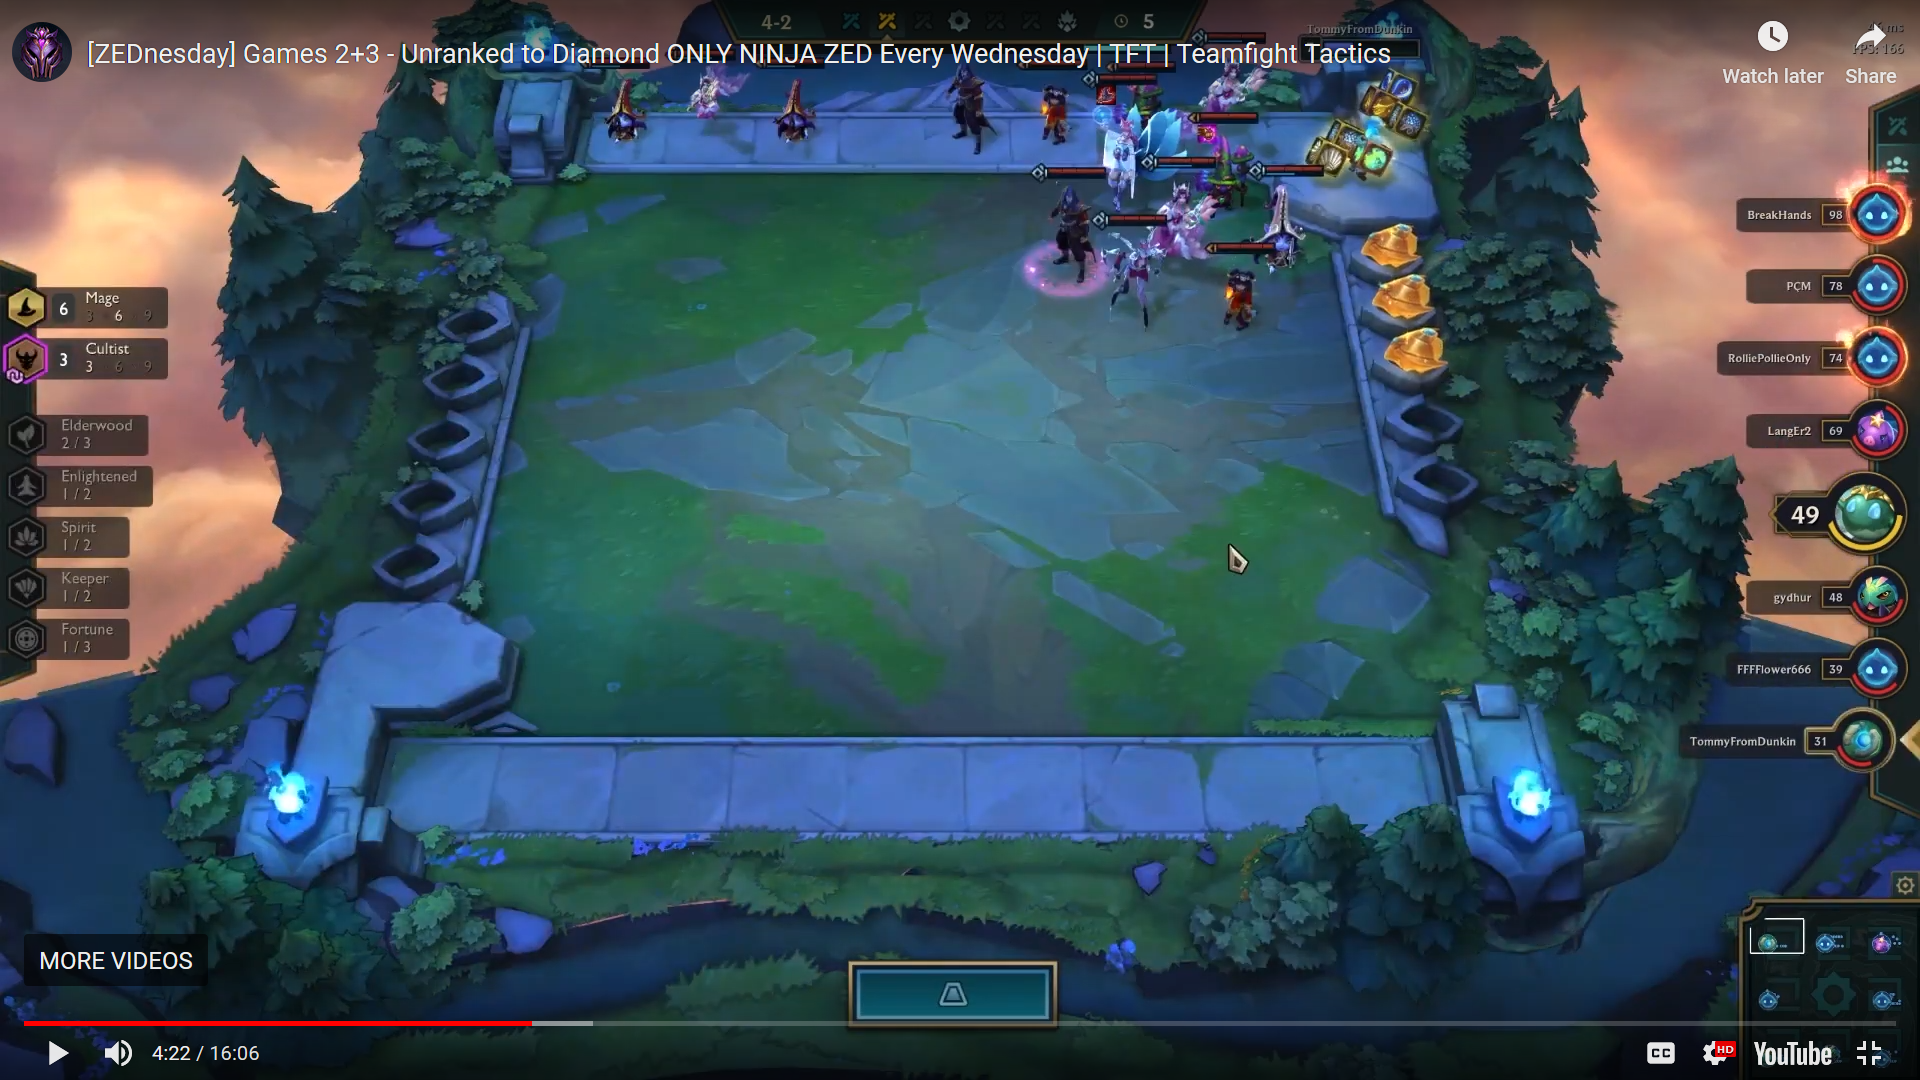 4-2
5
TommyFromDunkin
[ZEDnesday] Games 2+3 - Unranked to Diamond ONLY NINJA ZED Every Wednesday | TFT | Teamfight Tactics
Watch later
Share
BreakHands 98
PÇM 78
RolliePollieOnly 74
LangEr2 69
49
gydhur 48
FFFFlower666 39
TommyFromDunkin 31
6 Mage
3 6 9
3 Cultist
3 6 9
Elderwood
2 / 3
Enlightened
1 / 2
Spirit
1 / 2
Keeper
1 / 2
Fortune
1 / 3
MORE VIDEOS
4:22 / 16:06
CC
HD
YouTube